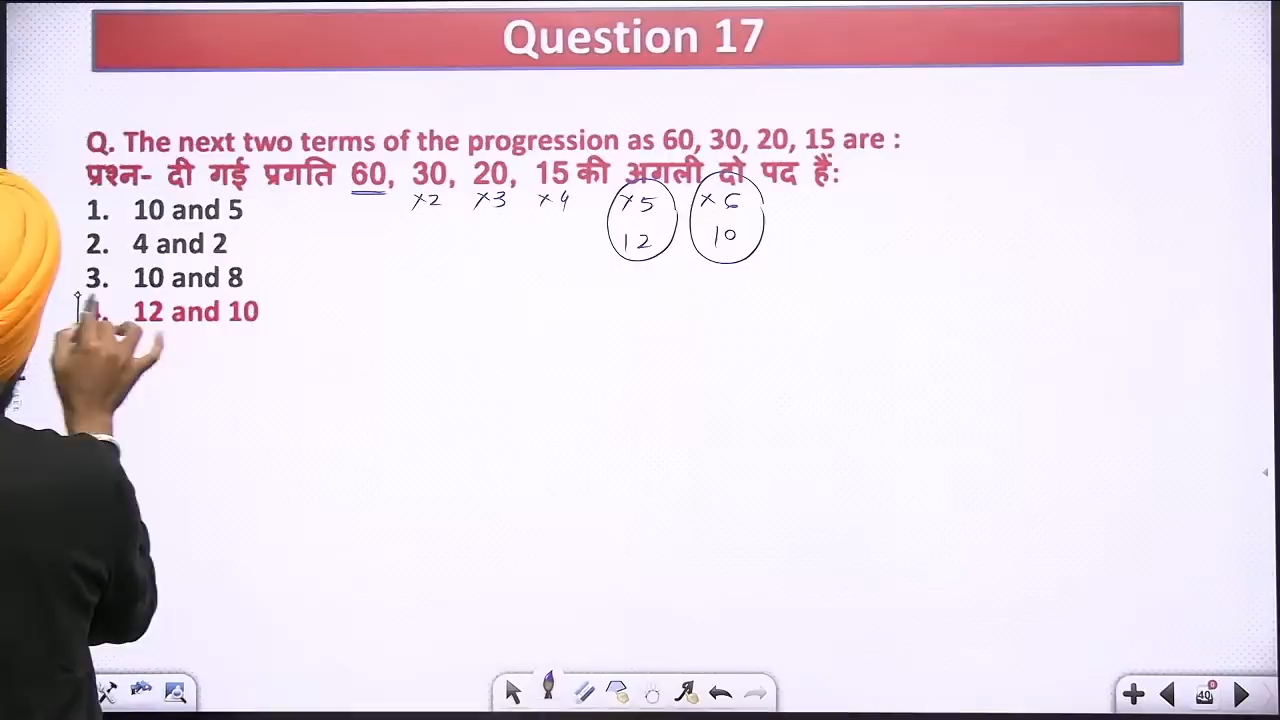 Question 17
Q. The next two terms of the progression as 60, 30, 20, 15 are :
प्रश्न- दी गई प्रगति 60, 30, 20, 15 की अगली दो पद हैं:
×2 ×3 ×4 ×5 ×6
1. 10 and 5
12 10
2. 4 and 2
3. 10 and 8
12 and 10